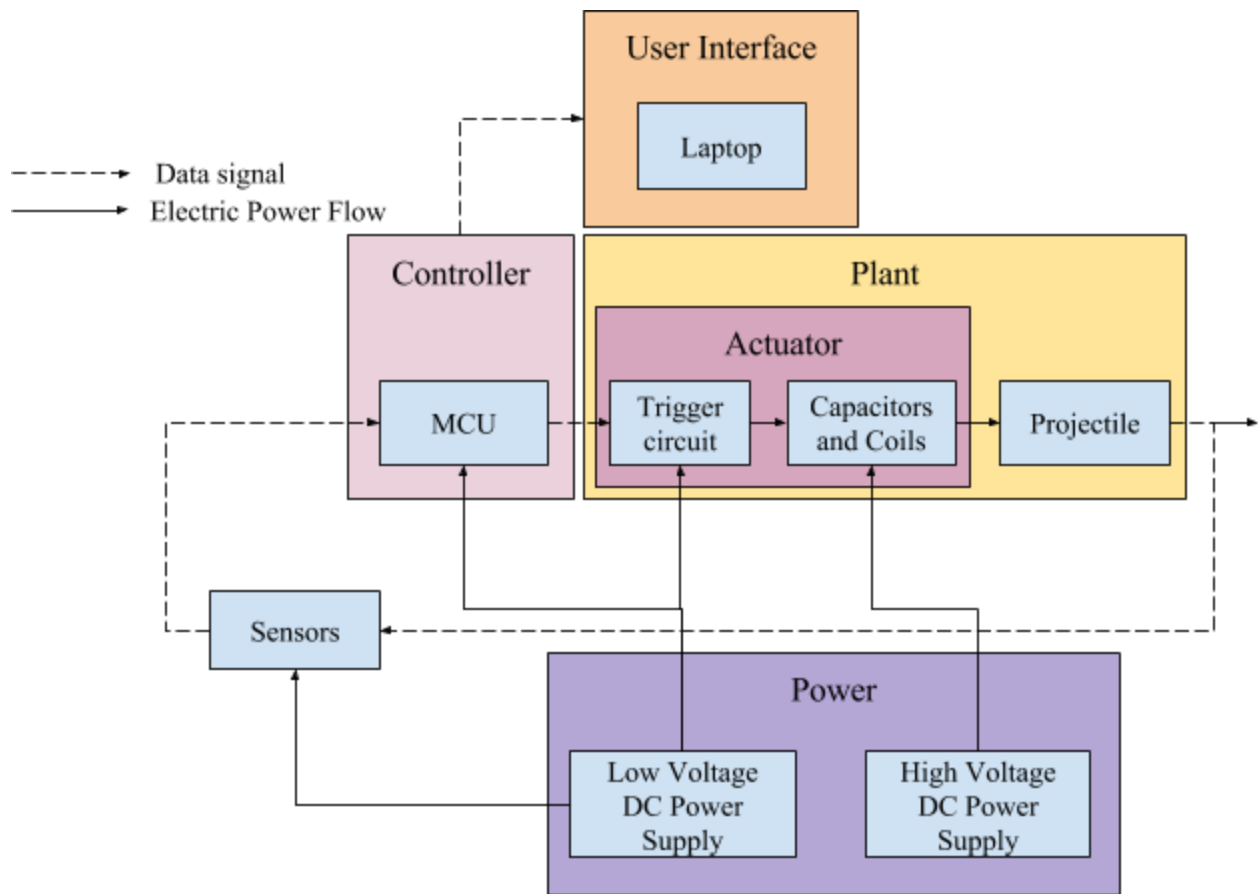 User Interface
Laptop
Data signal
Electric Power Flow
Controller
Plant
Actuator
MCU
Trigger
circuit
Capacitors
and Coils
Projectile
Sensors
Power
Low Voltage
DC Power
Supply
High Voltage
DC Power
Supply